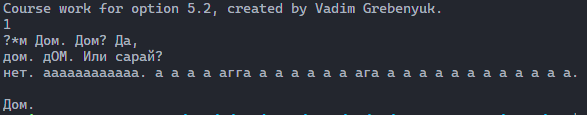 Course work for option 5.2, created by Vadim Grebenyuk.
1
?*м Дом. Дом? Да,
дом. дОМ. Или сарай?
нет. аааааааааааа. а а а а агга а а а а а а ага а а а а а а а а а а а.
Дом.